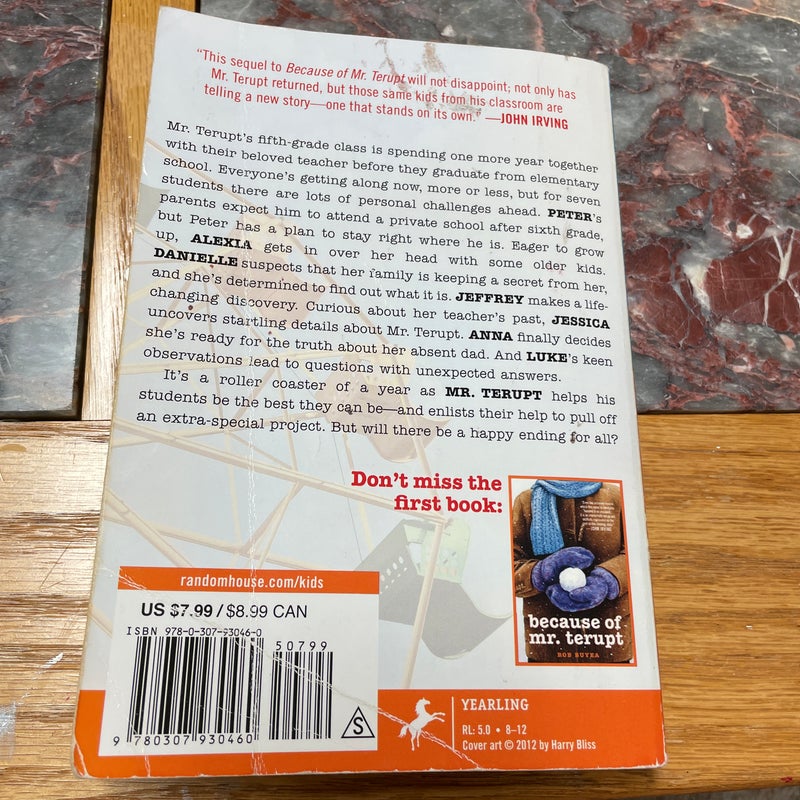 “This sequel to Because of Mr. Terupt will not disappoint; not only has
Mr. Terupt returned, but those same kids from his classroom are
telling a new story—one that stands on its own.” —JOHN IRVING
Mr. Terupt's fifth-grade class is spending one more year together
with their beloved teacher before they graduate from elementary
school. Everyone's getting along now, more or less, but for seven
students there are lots of personal challenges ahead. PETER's
parents expect him to attend a private school after sixth grade,
but Peter has a plan to stay right where he is. Eager to grow
up, ALEXIA gets in over her head with some older kids.
DANIELLE suspects that her family is keeping a secret from her,
and she's determined to find out what it is. JEFFREY makes a life-
changing discovery. Curious about her teacher's past, JESSICA
uncovers startling details about Mr. Terupt. ANNA finally decides
she's ready for the truth about her absent dad. And LUKE's keen
observations lead to questions with unexpected answers.
It's a roller coaster of a year as MR. TERUPT helps his
students be the best they can be—and enlists their help to pull off
an extra-special project. But will there be a happy ending for all?
Don't miss the
first book:
JOHN IRVING
because of
mr. terupt
ROB BUYEA
randomhouse.com/kids
US $7.99 / $8.99 CAN
ISBN 978-0-307-93046-0
50799
9 780307 930460
S
YEARLING
RL: 5.0 • 8–12
Cover art © 2012 by Harry Bliss